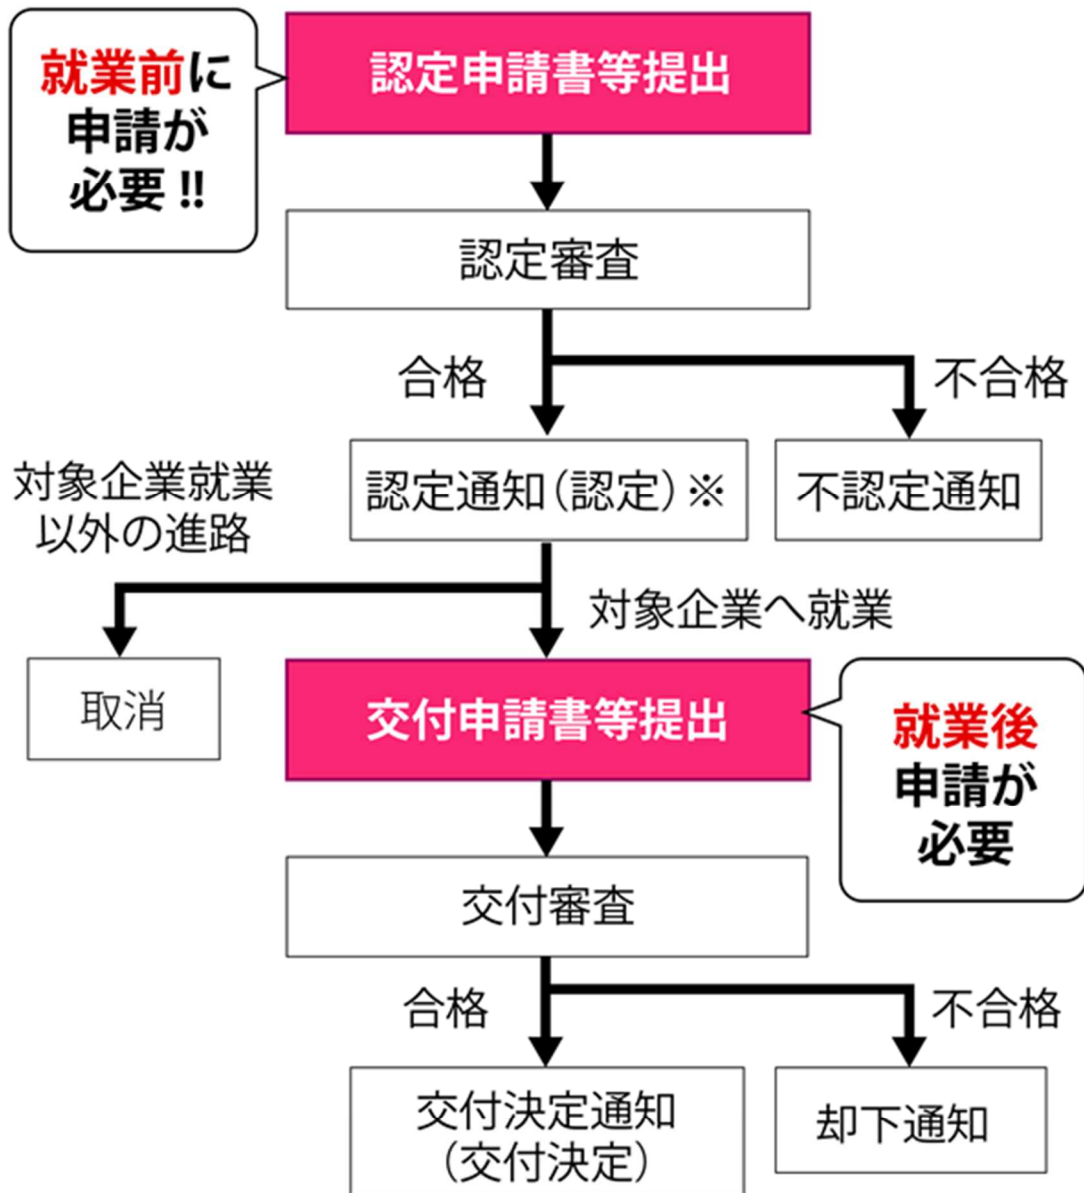 就業前に
申請が
必要!!
認定申請書等提出
認定審査
合格
不合格
認定通知(認定)※
不認定通知
対象企業就業
以外の進路
対象企業へ就業
取消
交付申請書等提出
就業後
申請が
必要
交付審査
合格
不合格
交付決定通知
(交付決定)
却下通知